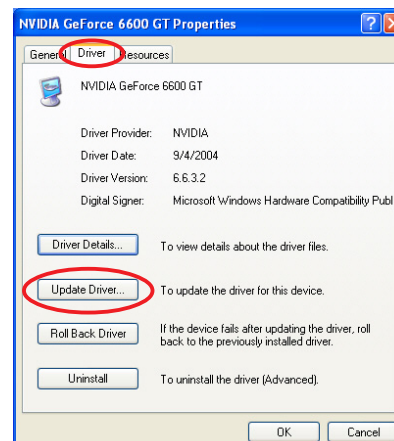 NVIDIA GeForce 6600 GT Properties
?
General Driver Resources
NVIDIA GeForce 6600 GT
Driver Provider: NVIDIA
Driver Date: 9/4/2004
Driver Version: 6.6.3.2
Digital Signer: Microsoft Windows Hardware Compatibility Publ
Driver Details... To view details about the driver files.
Update Driver... To update the driver for this device.
Roll Back Driver If the device fails after updating the driver, roll
back to the previously installed driver.
Uninstall To uninstall the driver (Advanced).
OK Cancel